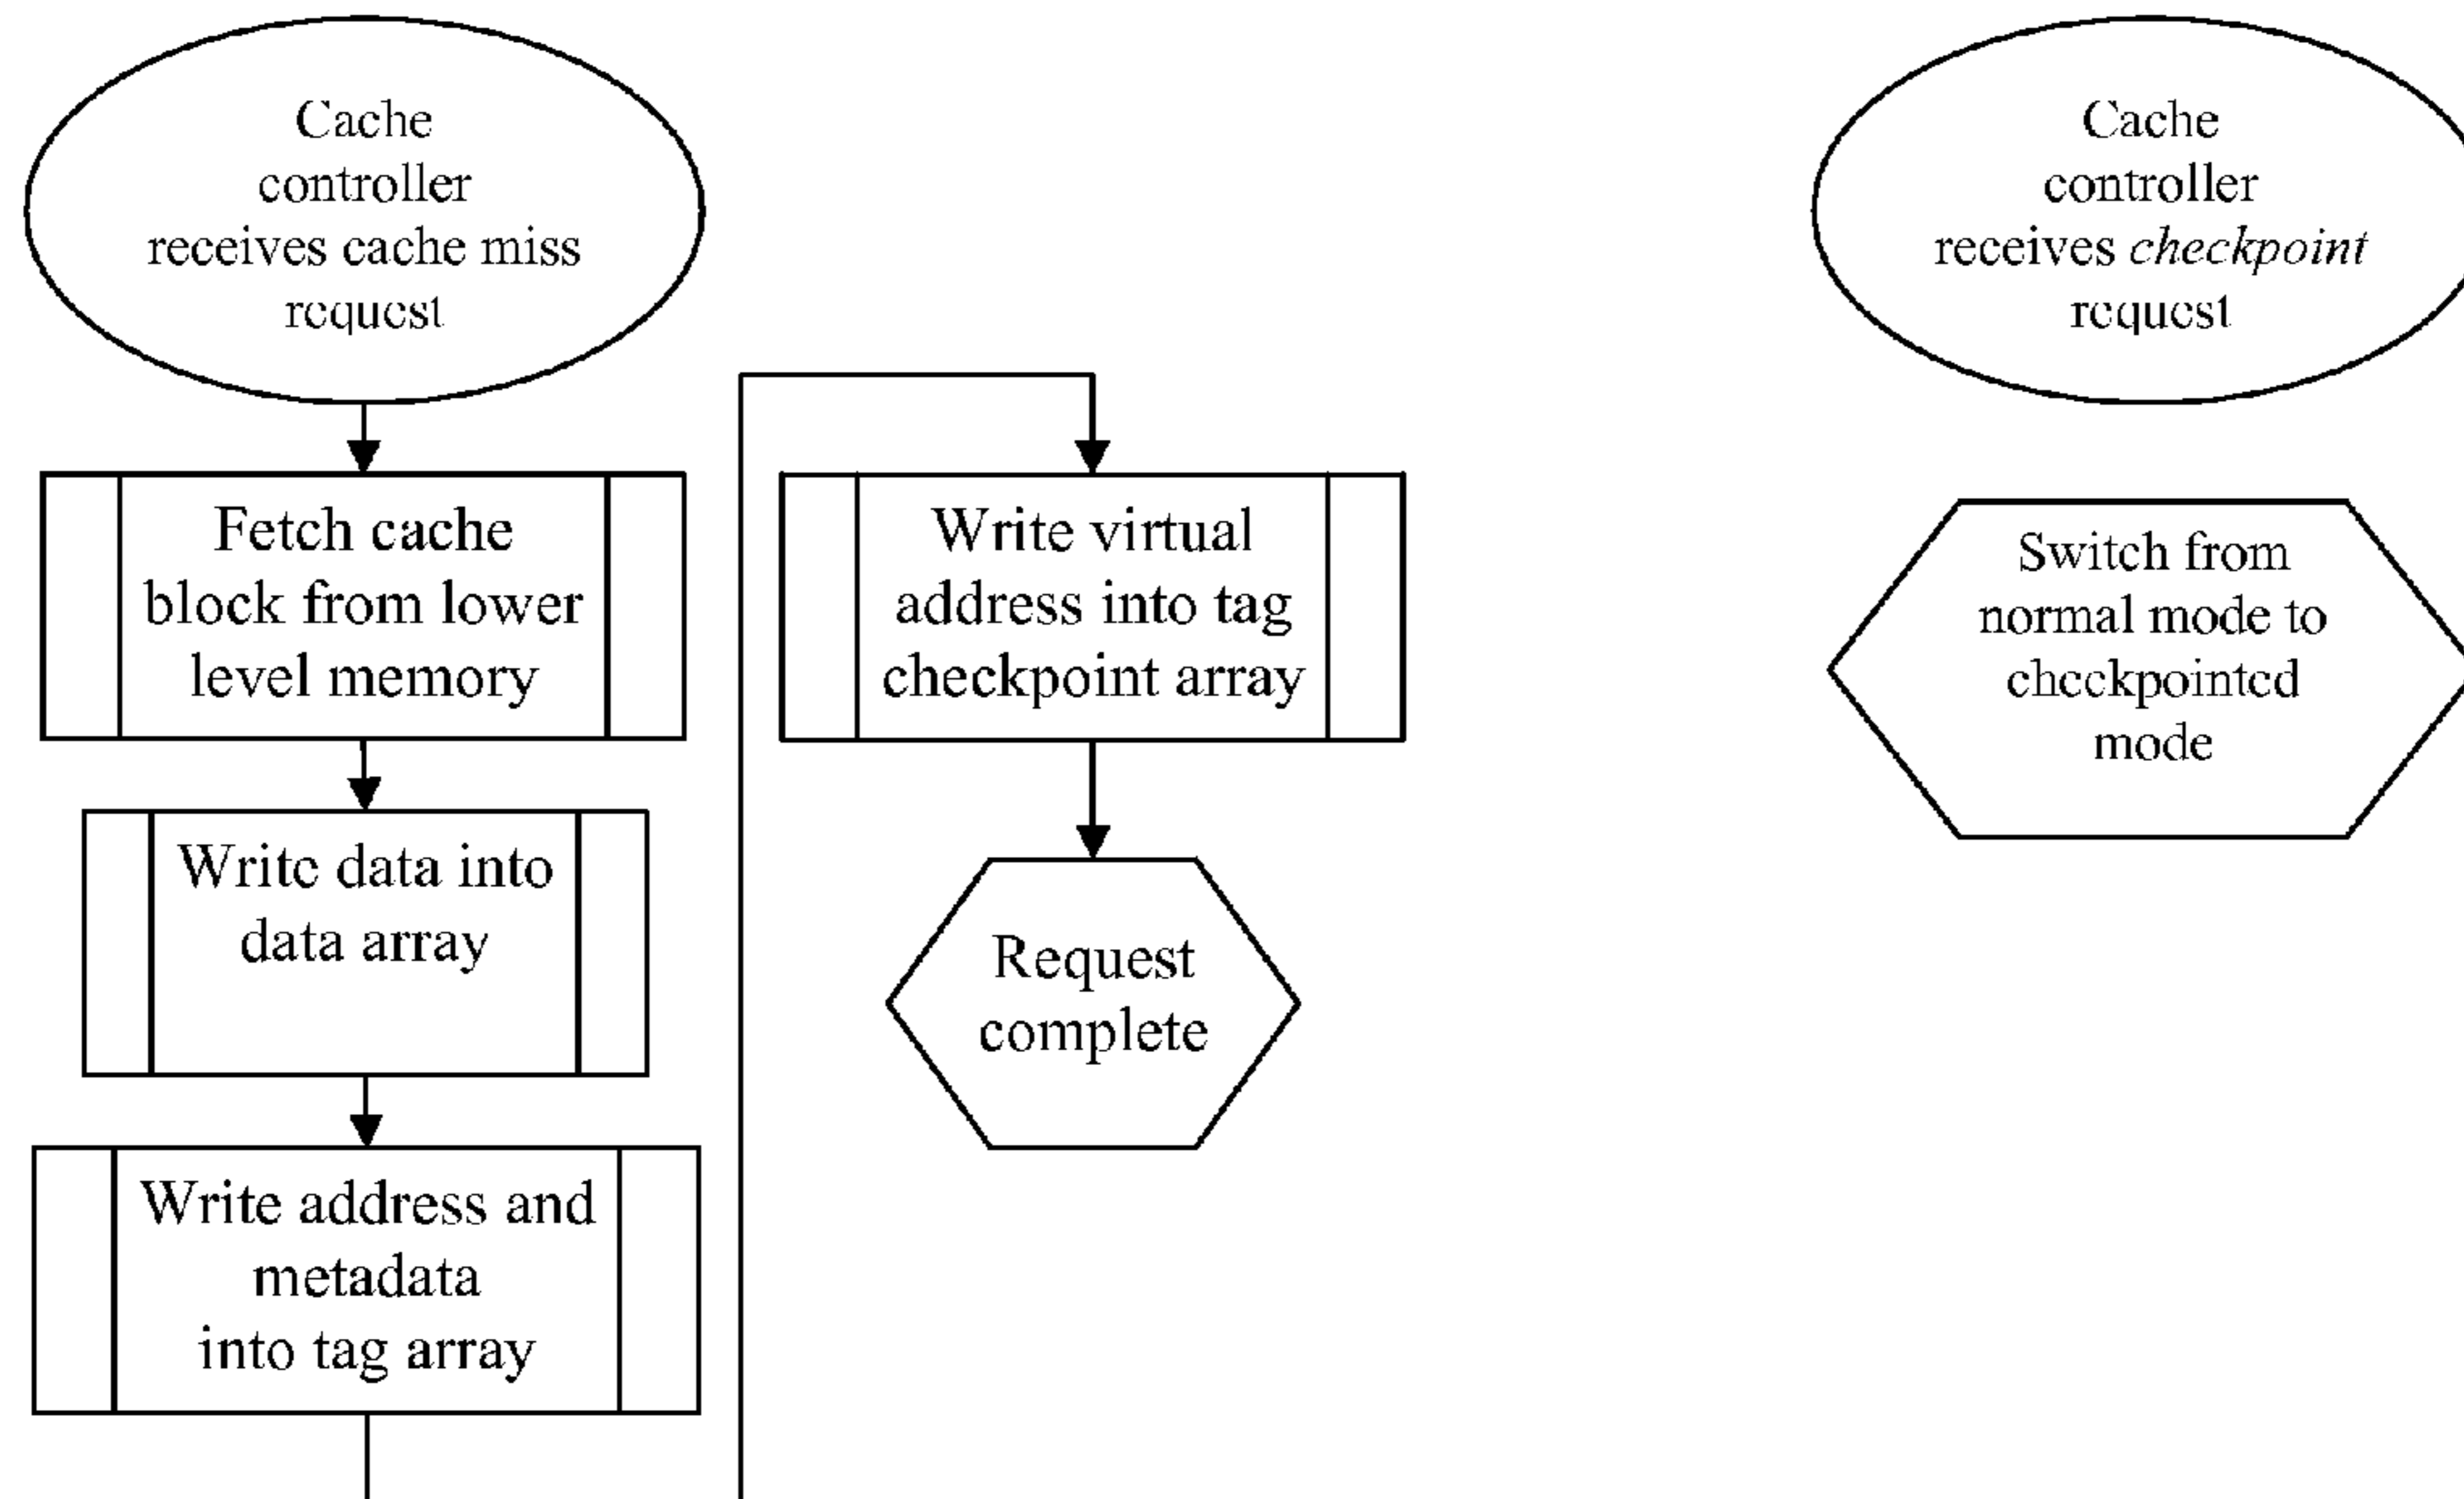 Cache
controller
receives cache miss
request
Fetch cache
block from lower
level memory
Write data into
data array
Write address and
metadata
into tag array
Write virtual
address into tag
checkpoint array
Request
complete
Cache
controller
receives checkpoint
request
Switch from
normal mode to
checkpointed
mode